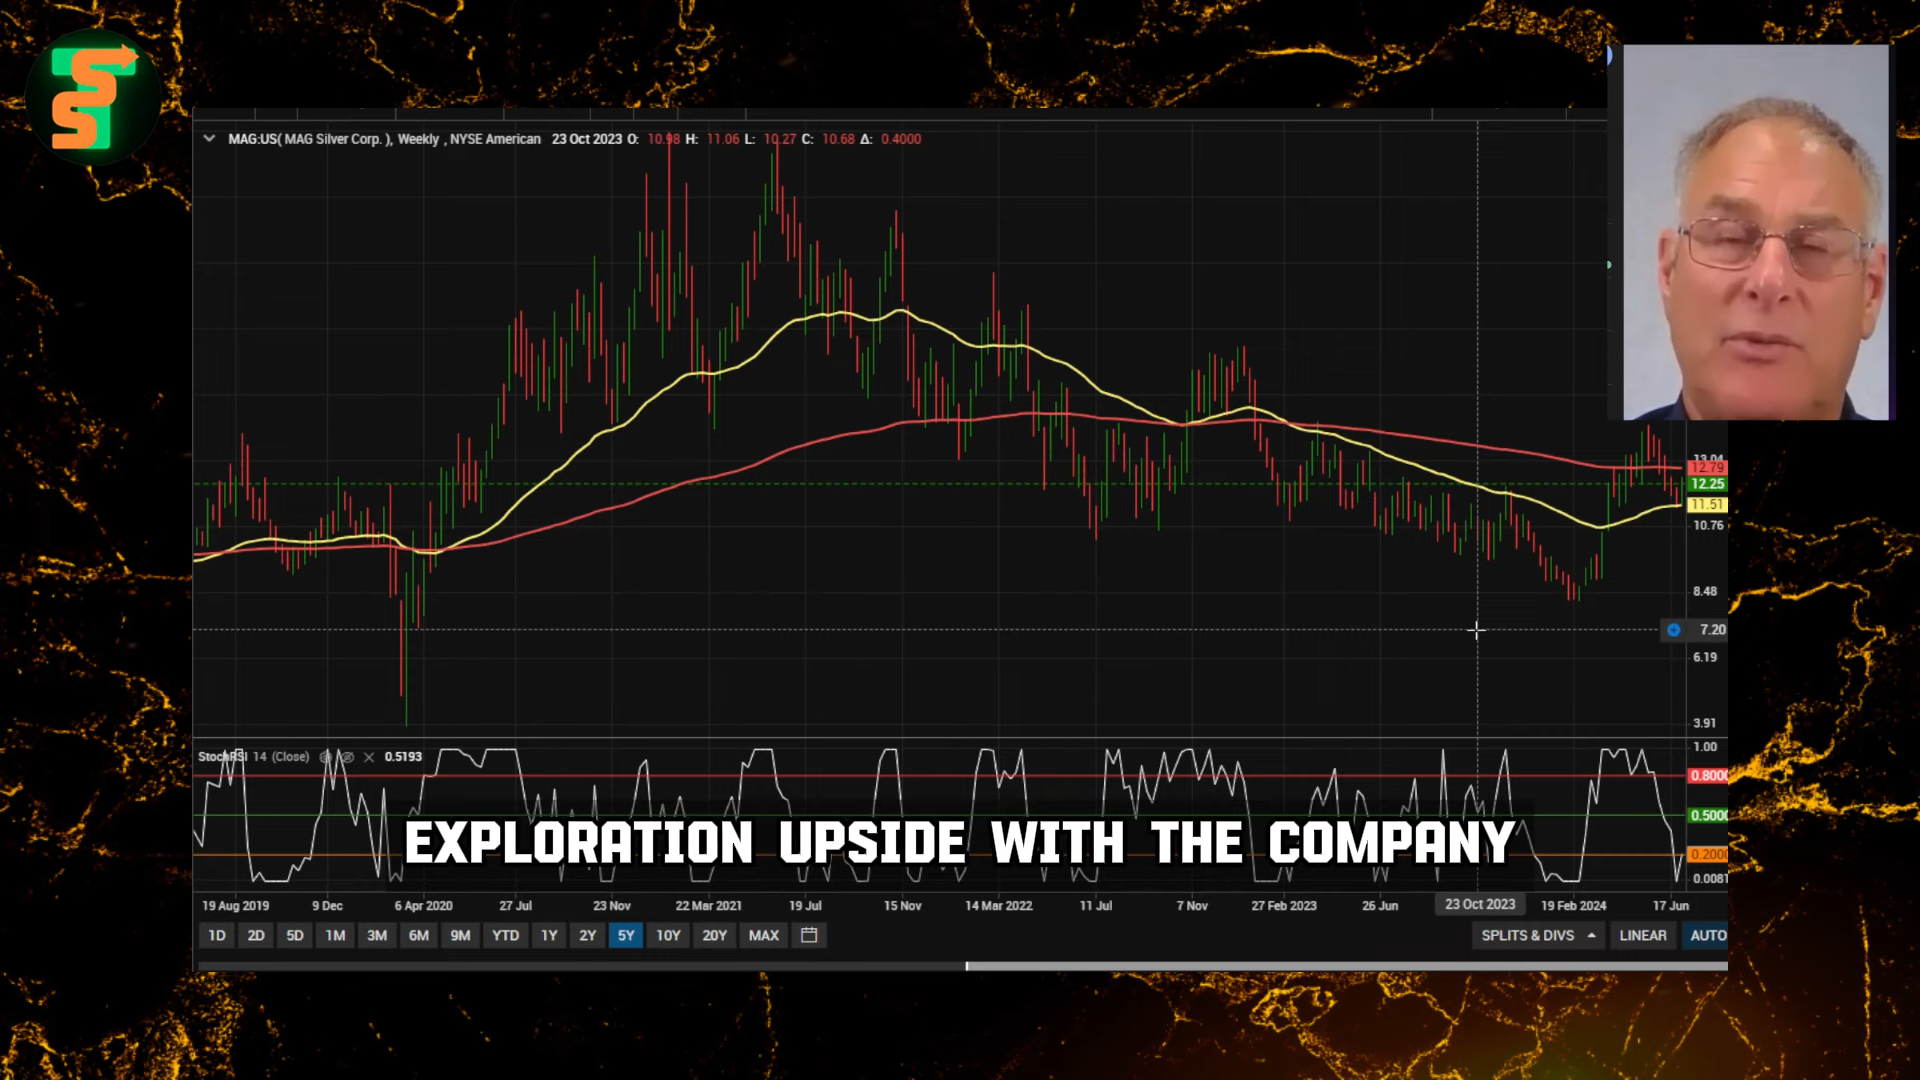 MAG:US( MAG Silver Corp. ), Weekly , NYSE American 23 Oct 2023 O: 10.98 H: 11.06 L: 10.27 C: 10.68 Δ: 0.4000
13.04
12.79
12.25
11.51
10.76
8.48
7.20
6.19
3.91
StochRSI 14 (Close) 0.5193
1.00
0.8000
0.5000
0.2000
0.0081
EXPLORATION UPSIDE WITH THE COMPANY
19 Aug 2019 9 Dec 6 Apr 2020 27 Jul 23 Nov 22 Mar 2021 19 Jul 15 Nov 14 Mar 2022 11 Jul 7 Nov 27 Feb 2023 26 Jun 23 Oct 2023 19 Feb 2024 17 Jun
1D 2D 5D 1M 3M 6M 9M YTD 1Y 2Y 5Y 10Y 20Y MAX SPLITS & DIVS LINEAR AUTO